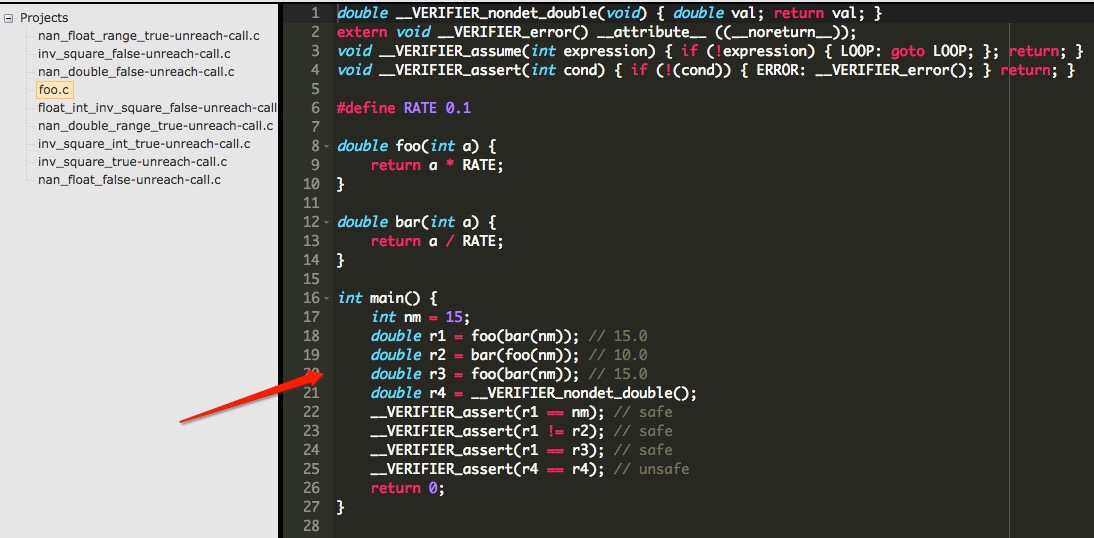 Projects
nan_float_range_true-unreach-call.c
inv_square_false-unreach-call.c
nan_double_false-unreach-call.c
foo.c
float_int_inv_square_false-unreach-call
nan_double_range_true-unreach-call.c
inv_square_int_true-unreach-call.c
inv_square_true-unreach-call.c
nan_float_false-unreach-call.c
1 double __VERIFIER_nondet_double(void) { double val; return val; }
2 extern void __VERIFIER_error() __attribute__ ((__noreturn__));
3 void __VERIFIER_assume(int expression) { if (!expression) { LOOP: goto LOOP; }; return; }
4 void __VERIFIER_assert(int cond) { if (!(cond)) { ERROR: __VERIFIER_error(); } return; }
5
6 #define RATE 0.1
7
8 double foo(int a) {
9     return a * RATE;
10 }
11
12 double bar(int a) {
13     return a / RATE;
14 }
15
16 int main() {
17     int nm = 15;
18     double r1 = foo(bar(nm)); // 15.0
19     double r2 = bar(foo(nm)); // 10.0
20     double r3 = foo(bar(nm)); // 15.0
21     double r4 = __VERIFIER_nondet_double();
22     __VERIFIER_assert(r1 == nm); // safe
23     __VERIFIER_assert(r1 != r2); // safe
24     __VERIFIER_assert(r1 == r3); // safe
25     __VERIFIER_assert(r4 == r4); // unsafe
26     return 0;
27 }
28